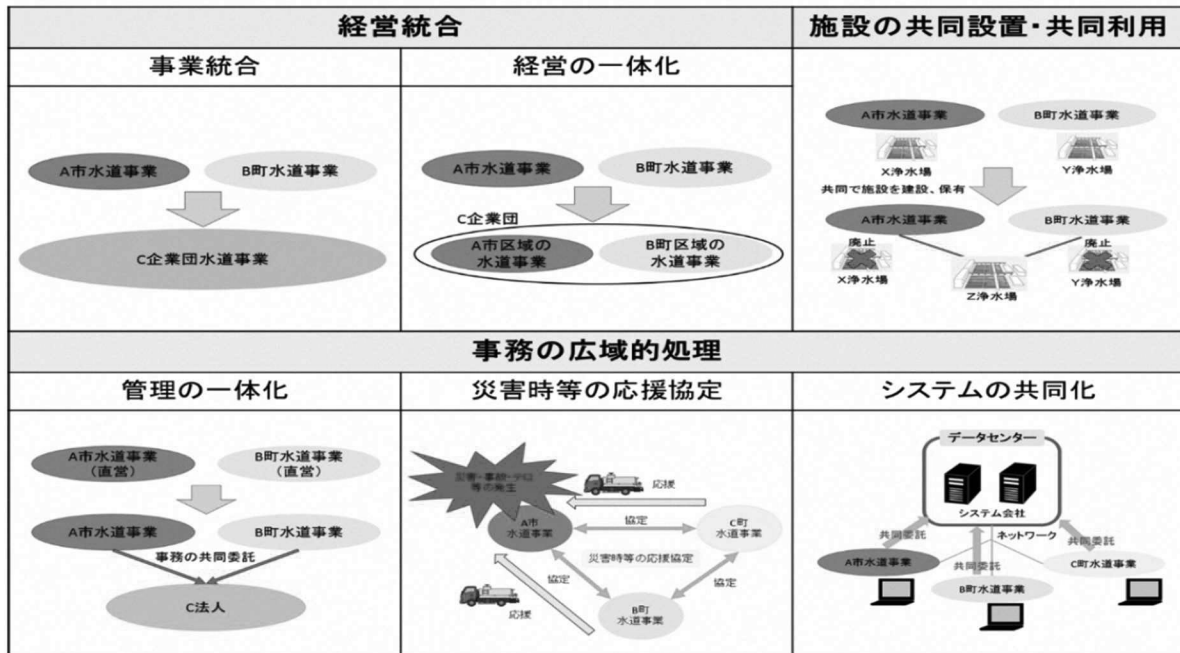 経営統合
施設の共同設置・共同利用
事業統合
経営の一体化
A市水道事業
B町水道事業
C企業団水道事業
A市水道事業
B町水道事業
C企業団
A市区域の
水道事業
B町区域の
水道事業
A市水道事業
B町水道事業
X浄水場
Y浄水場
共同で施設を建設、保有
A市水道事業
B町水道事業
廃止
廃止
X浄水場
Z浄水場
Y浄水場
事務の広域的処理
管理の一体化
災害時等の応援協定
システムの共同化
A市水道事業
(直営)
B町水道事業
(直営)
A市水道事業
B町水道事業
事務の共同委託
C法人
等の発生
応援
A市
水道事業
協定
C町
水道事業
災害時等の応援協定
協定
協定
応援
B町
水道事業
データセンター
システム会社
ネットワーク
共同委託
共同委託
共同委託
A市水道事業
C町水道事業
B町水道事業